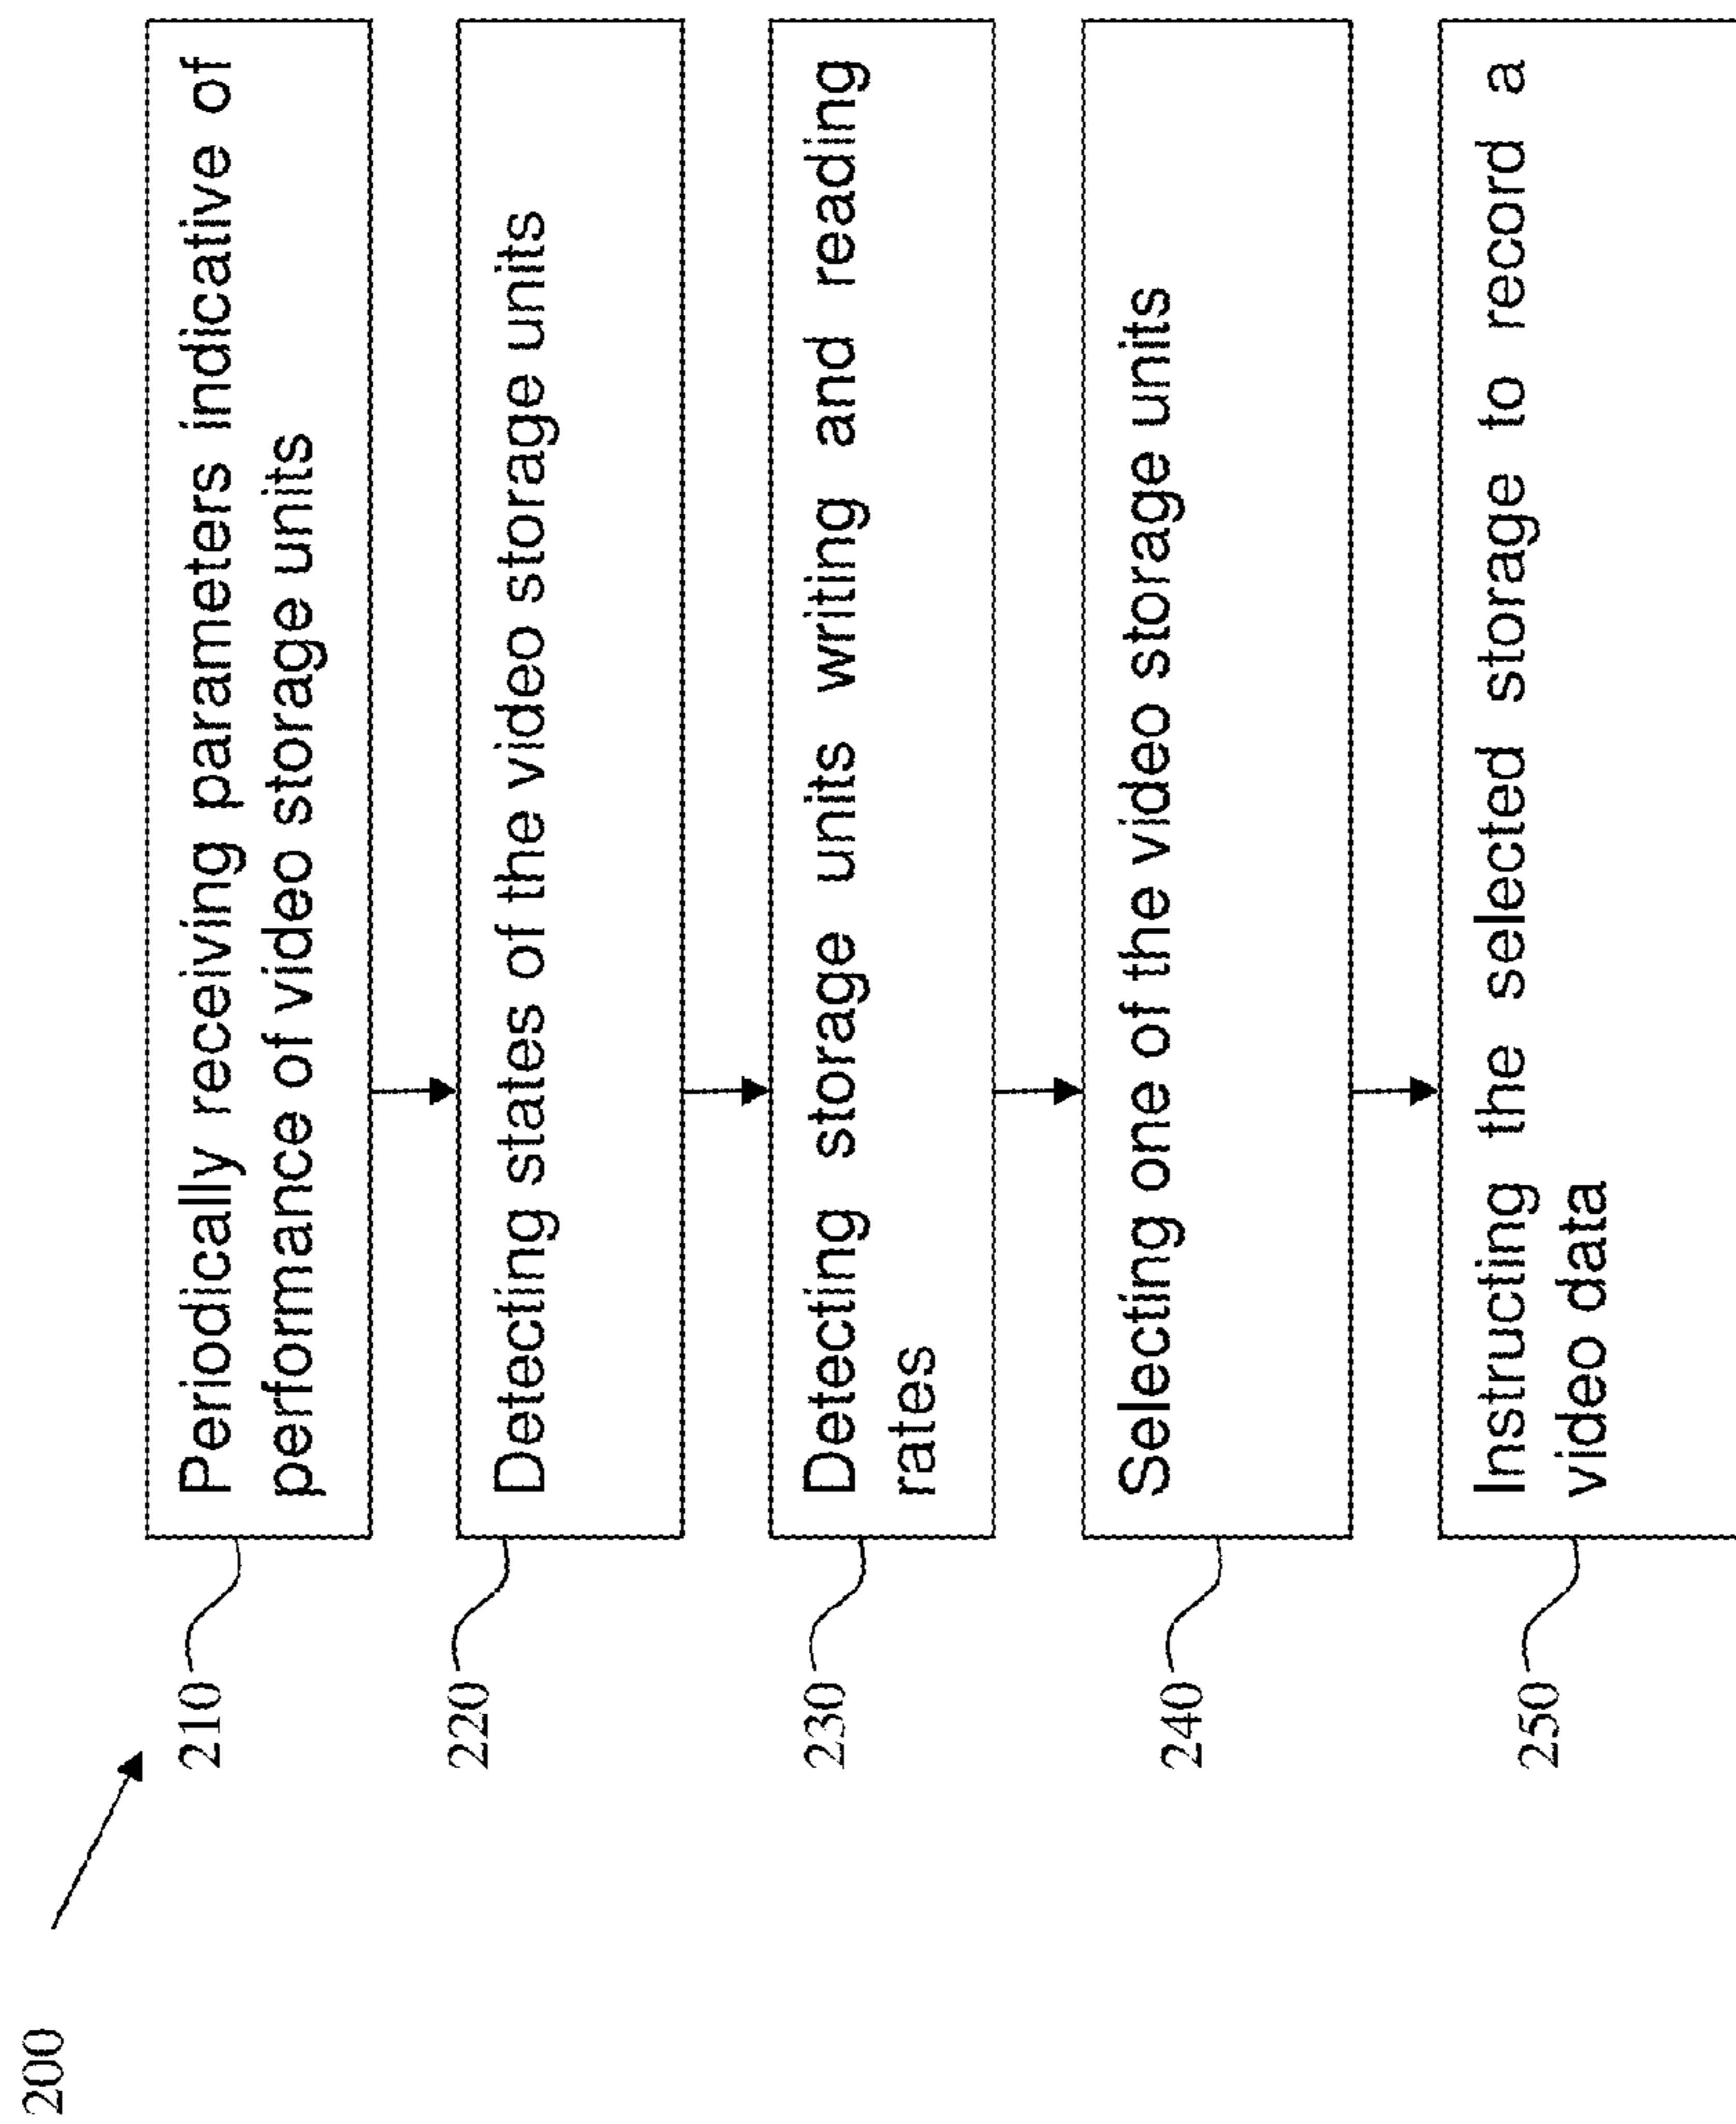 200
210
Periodically receiving parameters indicative of
performance of video storage units
220
Detecting states of the video storage units
230
Detecting storage units writing and reading
rates
240
Selecting one of the video storage units
250
Instructing the selected storage to record a
video data